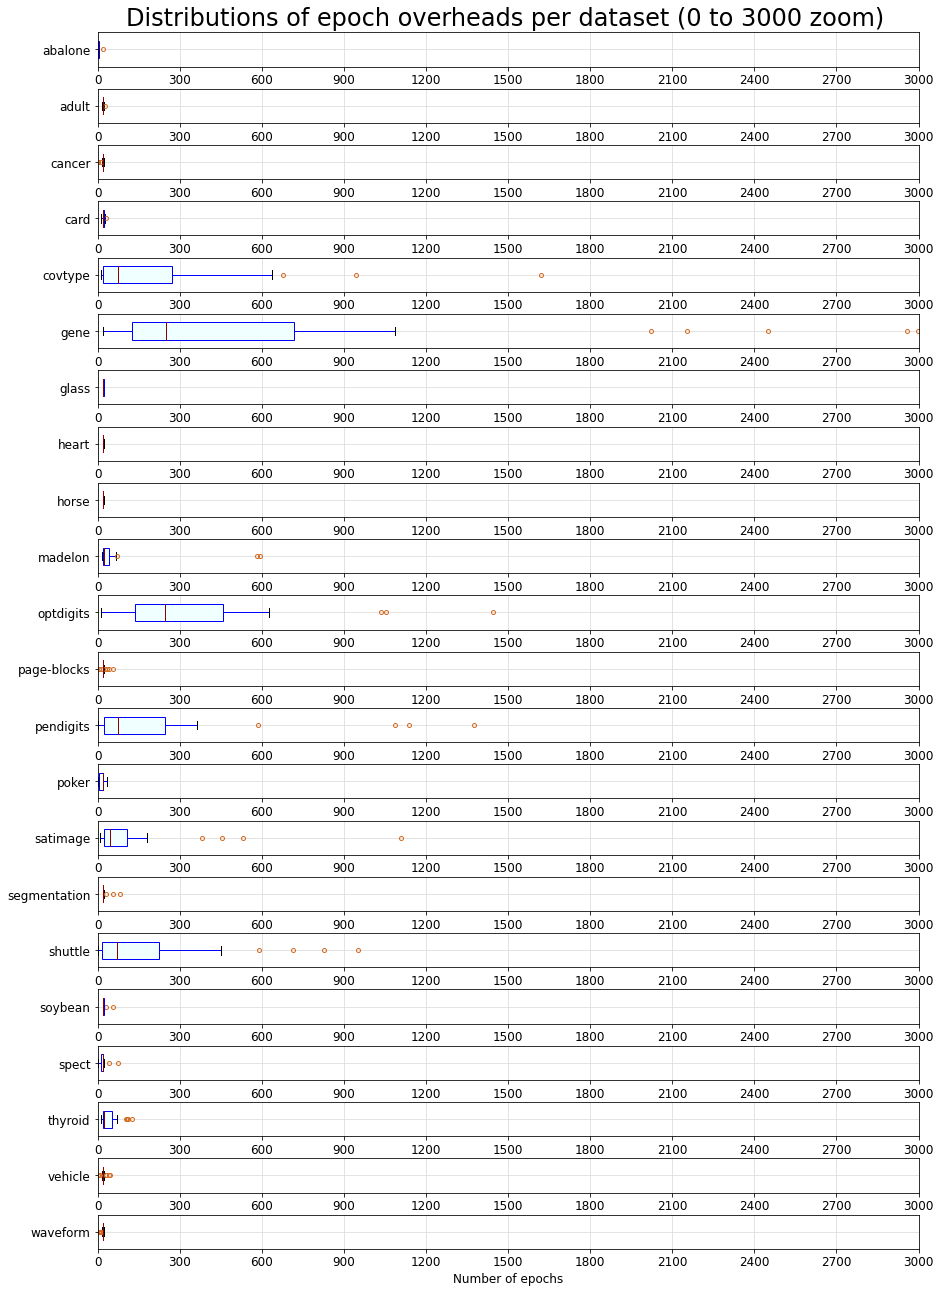 Distributions of epoch overheads per dataset (0 to 3000 zoom)
abalone
0 300 600 900 1200 1500 1800 2100 2400 2700 3000
adult
0 300 600 900 1200 1500 1800 2100 2400 2700 3000
cancer
0 300 600 900 1200 1500 1800 2100 2400 2700 3000
card
0 300 600 900 1200 1500 1800 2100 2400 2700 3000
covtype
0 300 600 900 1200 1500 1800 2100 2400 2700 3000
gene
0 300 600 900 1200 1500 1800 2100 2400 2700 3000
glass
0 300 600 900 1200 1500 1800 2100 2400 2700 3000
heart
0 300 600 900 1200 1500 1800 2100 2400 2700 3000
horse
0 300 600 900 1200 1500 1800 2100 2400 2700 3000
madelon
0 300 600 900 1200 1500 1800 2100 2400 2700 3000
optdigits
0 300 600 900 1200 1500 1800 2100 2400 2700 3000
page-blocks
0 300 600 900 1200 1500 1800 2100 2400 2700 3000
pendigits
0 300 600 900 1200 1500 1800 2100 2400 2700 3000
poker
0 300 600 900 1200 1500 1800 2100 2400 2700 3000
satimage
0 300 600 900 1200 1500 1800 2100 2400 2700 3000
segmentation
0 300 600 900 1200 1500 1800 2100 2400 2700 3000
shuttle
0 300 600 900 1200 1500 1800 2100 2400 2700 3000
soybean
0 300 600 900 1200 1500 1800 2100 2400 2700 3000
spect
0 300 600 900 1200 1500 1800 2100 2400 2700 3000
thyroid
0 300 600 900 1200 1500 1800 2100 2400 2700 3000
vehicle
0 300 600 900 1200 1500 1800 2100 2400 2700 3000
waveform
0 300 600 900 1200 1500 1800 2100 2400 2700 3000
Number of epochs